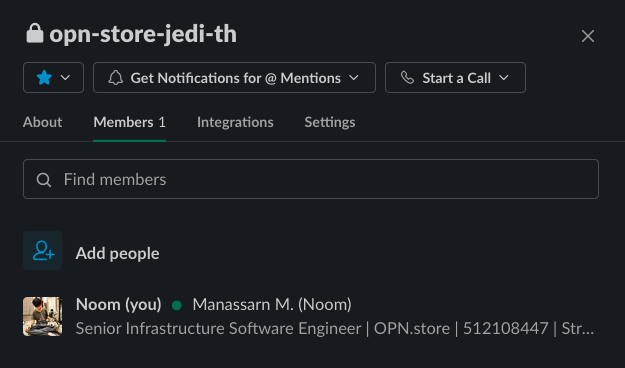 opn-store-jedi-th
Get Notifications for @ Mentions
Start a Call
About
Members 1
Integrations
Settings
Find members
Add people
Noom (you) Manassarn M. (Noom)
Senior Infrastructure Software Engineer | OPN.store | 512108447 | Str...